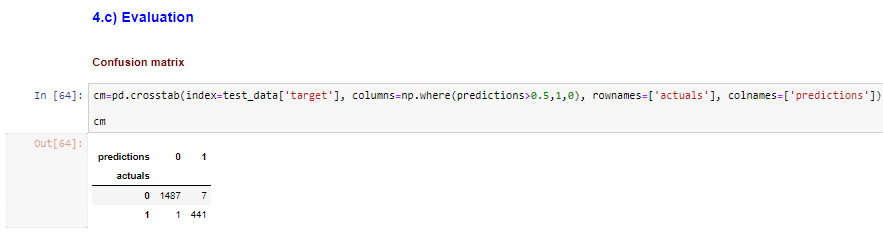 4.c) Evaluation
Confusion matrix
In [64]: cm=pd.crosstab(index=test_data['target'], columns=np.where(predictions>0.5,1,0), rownames=['actuals'], colnames=['predictions'])
cm
Out[64]:
predictions 0 1
actuals
0 1487 7
1 1 441